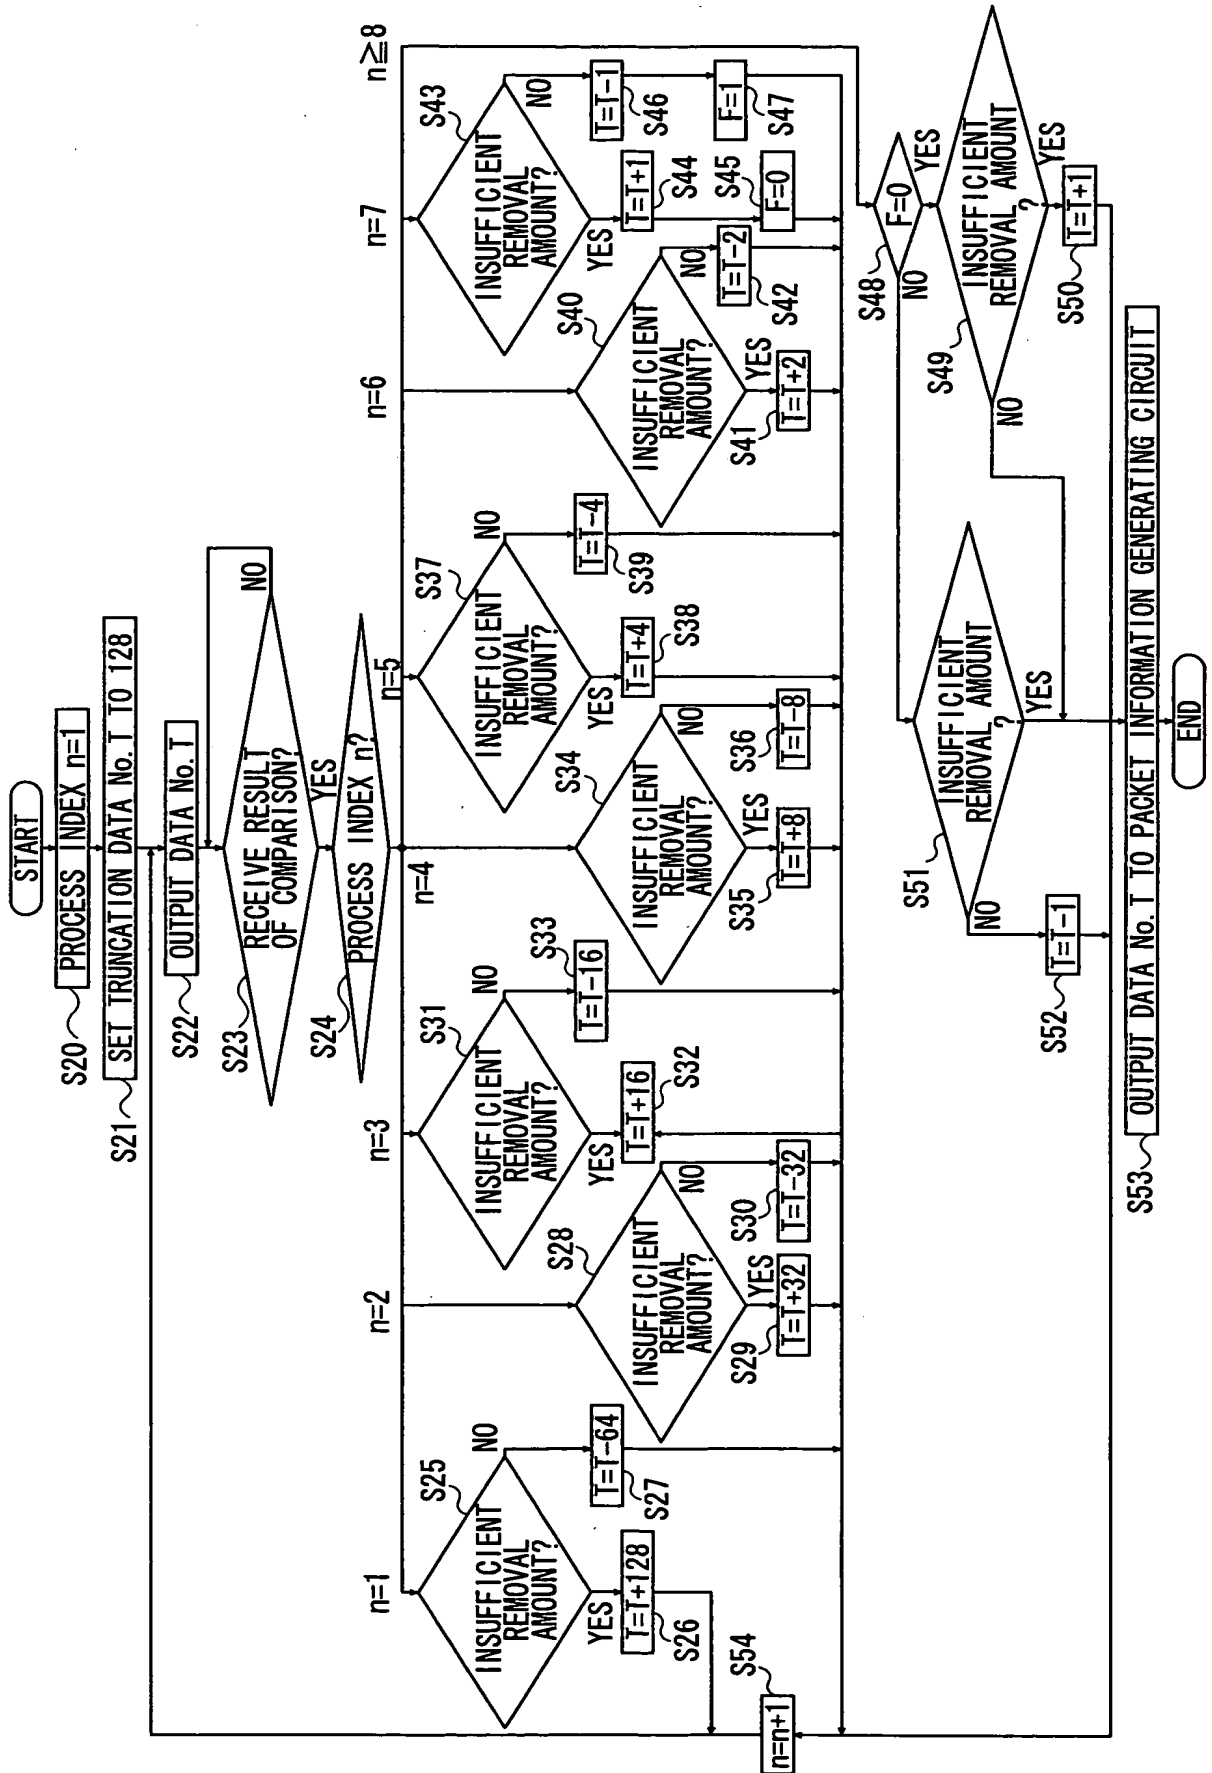 START
PROCESS INDEX n=1
S20
SET TRUNCATION DATA No.T TO 128
S21
OUTPUT DATA No.T
S22
RECEIVE RESULT
OF COMPARISON?
S23
NO
YES
PROCESS INDEX n?
S24
n=1
n=2
n=3
n=4
n=5
n=6
n=7
n≧8
INSUFFICIENT
REMOVAL
AMOUNT?
S25
YES
NO
T=T+128
S26
T=T-64
S27
INSUFFICIENT
REMOVAL
AMOUNT?
S28
YES
NO
T=T+32
S29
T=T-32
S30
INSUFFICIENT
REMOVAL
AMOUNT?
S31
YES
NO
T=T+16
S32
T=T-16
S33
INSUFFICIENT
REMOVAL
AMOUNT?
S34
YES
NO
T=T+8
S35
T=T-8
S36
INSUFFICIENT
REMOVAL
AMOUNT?
S37
YES
NO
T=T+4
S38
T=T-4
S39
INSUFFICIENT
REMOVAL
AMOUNT?
S40
YES
NO
T=T+2
S41
T=T-2
S42
INSUFFICIENT
REMOVAL
AMOUNT?
S43
YES
NO
T=T+1
S44
F=0
S45
T=T-1
S46
F=1
S47
F=0
S48
NO
YES
INSUFFICIENT
REMOVAL AMOUNT
?
S49
NO
YES
T=T+1
S50
INSUFFICIENT
REMOVAL AMOUNT
?
S51
NO
YES
T=T-1
S52
n=n+1
S54
OUTPUT DATA No.T TO PACKET INFORMATION GENERATING CIRCUIT
S53
END